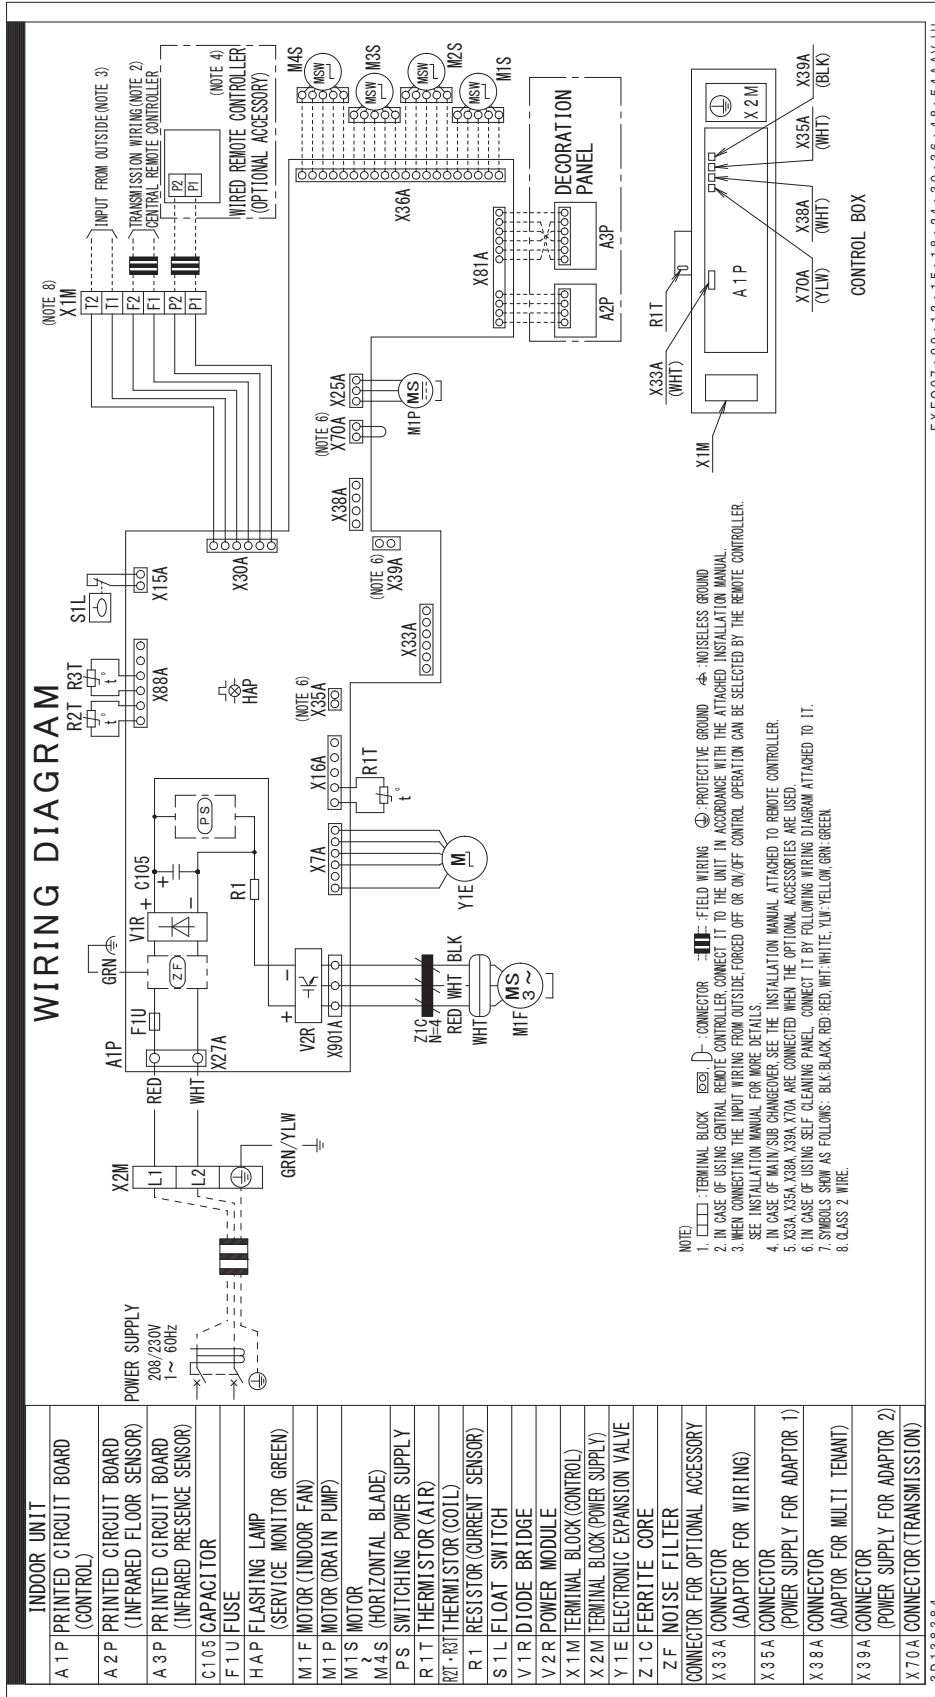 WIRING DIAGRAM
INDOOR UNIT
A1P PRINTED CIRCUIT BOARD
(CONTROL)
A2P PRINTED CIRCUIT BOARD
(INFRARED FLOOR SENSOR)
A3P PRINTED CIRCUIT BOARD
(INFRARED PRESENCE SENSOR)
C105 CAPACITOR
F1U FUSE
HAP FLASHING LAMP
(SERVICE MONITOR GREEN)
M1F MOTOR(INDOOR FAN)
M1P MOTOR(DRAIN PUMP)
M1S MOTOR
~
M4S (HORIZONTAL BLADE)
PS SWITCHING POWER SUPPLY
R1T THERMISTOR(AIR)
R2T・R3T THERMISTOR(COIL)
R1 RESISTOR(CURRENT SENSOR)
S1L FLOAT SWITCH
V1R DIODE BRIDGE
V2R POWER MODULE
X1M TERMINAL BLOCK(CONTROL)
X2M TERMINAL BLOCK(POWER SUPPLY)
Y1E ELECTRONIC EXPANSION VALVE
Z1C FERRITE CORE
ZF NOISE FILTER
CONNECTOR FOR OPTIONAL ACCESSORY
X33A CONNECTOR
(ADAPTOR FOR WIRING)
X35A CONNECTOR
(POWER SUPPLY FOR ADAPTOR 1)
X38A CONNECTOR
(ADAPTOR FOR MULTI TENANT)
X39A CONNECTOR
(POWER SUPPLY FOR ADAPTOR 2)
X70A CONNECTOR(TRANSMISSION)
3D138384
POWER SUPPLY
208/230V
1~ 60Hz
X2M
L1
L2
GRN/YLW
RED
WHT
A1P
X27A
F1U
GRN
ZF
V1R
+
-
C105
+
PS
R1
V2R
+
-
X901A
Z1C
N=4
RED
WHT
BLK
WHT
MS
3~
M1F
X7A
M
Y1E
X16A
R1T
t°
(NOTE 6)
X35A
HAP
R2T
t°
R3T
t°
X88A
S1L
X15A
X30A
X33A
(NOTE 6)
X39A
X38A
(NOTE 6)
X70A
X25A
MS
M1P
(NOTE 8)
X1M
T2
T1
F2
F1
P2
P1
INPUT FROM OUTSIDE(NOTE 3)
TRANSMISSION WIRING(NOTE 2)
CENTRAL REMOTE CONTROLLER
P2
P1
(NOTE 4)
WIRED REMOTE CONTROLLER
(OPTIONAL ACCESSORY)
X36A
MSW
M4S
MSW
M3S
MSW
M2S
MSW
M1S
X81A
A2P
A3P
DECORATION
PANEL
X1M
X33A
(WHT)
R1T
A1P
X2M
X70A
(YLW)
X38A
(WHT)
X35A
(WHT)
X39A
(BLK)
CONTROL BOX
NOTE)
1. :TERMINAL BLOCK , :CONNECTOR :FIELD WIRING :PROTECTIVE GROUND :NOISELESS GROUND
2. IN CASE OF USING CENTRAL REMOTE CONTROLLER,CONNECT IT TO THE UNIT IN ACCORDANCE WITH THE ATTACHED INSTALLATION MANUAL.
3. WHEN CONNECTING THE INPUT WIRING FROM OUTSIDE,FORCED OFF OR ON/OFF CONTROL OPERATION CAN BE SELECTED BY THE REMOTE CONTROLLER.
SEE INSTALLATION MANUAL FOR MORE DETAILS.
4. IN CASE OF MAIN/SUB CHANGEOVER,SEE THE INSTALLATION MANUAL ATTACHED TO REMOTE CONTROLLER.
5. X33A,X35A,X38A,X39A,X70A ARE CONNECTED WHEN THE OPTIONAL ACCESSORIES ARE USED.
6. IN CASE OF USING SELF CLEANING PANEL, CONNECT IT BY FOLLOWING WIRING DIAGRAM ATTACHED TO IT.
7. SYMBOLS SHOW AS FOLLOWS: BLK:BLACK,RED:RED,WHT:WHITE,YLW:YELLOW,GRN:GREEN.
8. CLASS 2 WIRE.